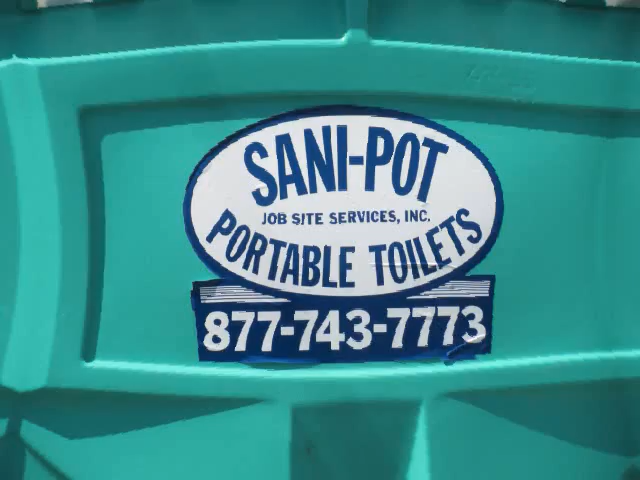 SANI-POT
JOB SITE SERVICES, INC.
PORTABLE TOILETS
877-743-7773